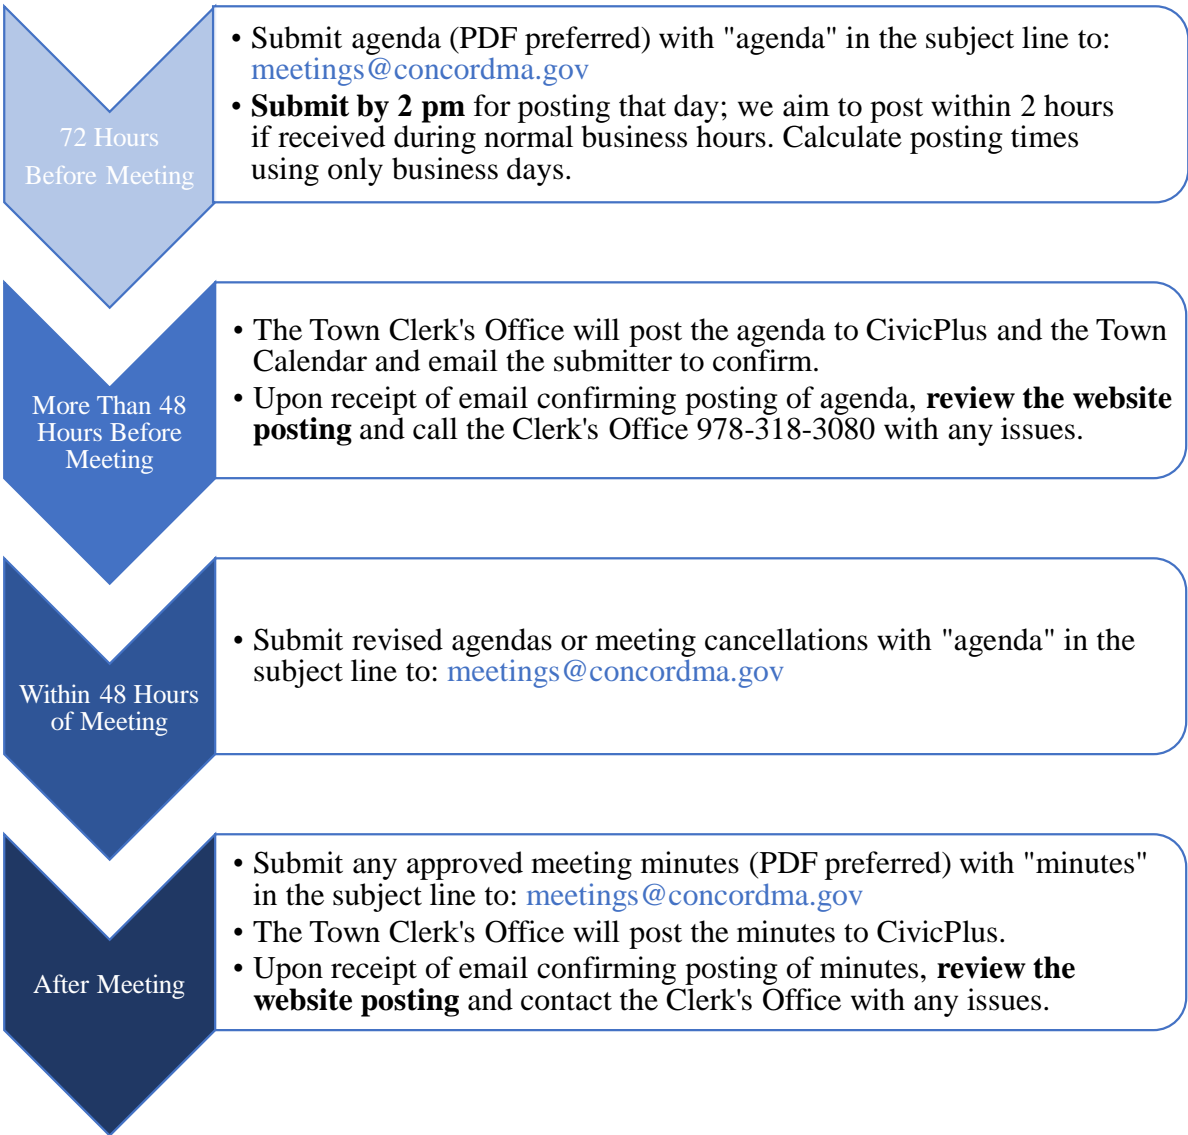 72 Hours
Before Meeting
• Submit agenda (PDF preferred) with "agenda" in the subject line to:
meetings@concordma.gov
• Submit by 2 pm for posting that day; we aim to post within 2 hours
if received during normal business hours. Calculate posting times
using only business days.
More Than 48
Hours Before
Meeting
• The Town Clerk's Office will post the agenda to CivicPlus and the Town
Calendar and email the submitter to confirm.
• Upon receipt of email confirming posting of agenda, review the website
posting and call the Clerk's Office 978-318-3080 with any issues.
Within 48 Hours
of Meeting
• Submit revised agendas or meeting cancellations with "agenda" in the
subject line to: meetings@concordma.gov
After Meeting
• Submit any approved meeting minutes (PDF preferred) with "minutes"
in the subject line to: meetings@concordma.gov
• The Town Clerk's Office will post the minutes to CivicPlus.
• Upon receipt of email confirming posting of minutes, review the
website posting and contact the Clerk's Office with any issues.